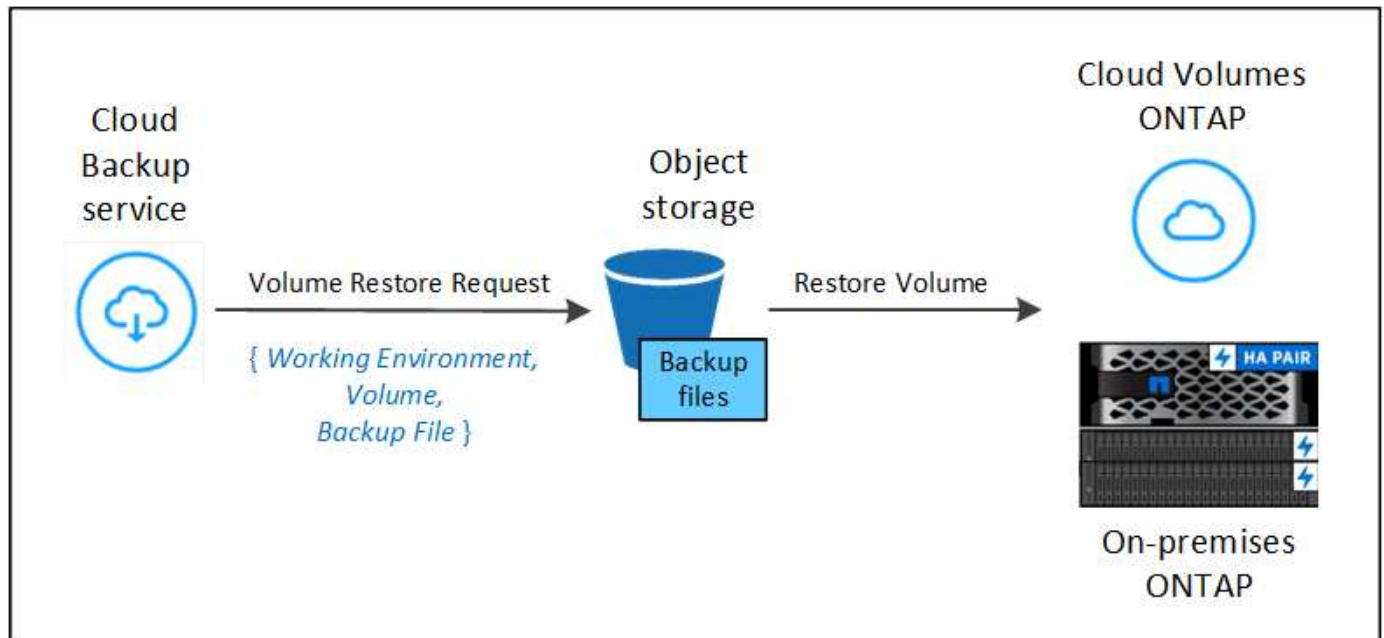 Cloud
Backup
service
Volume Restore Request
{ Working Environment,
Volume,
Backup File }
Object
storage
Backup
files
Restore Volume
Cloud Volumes
ONTAP
HA PAIR
On-premises
ONTAP